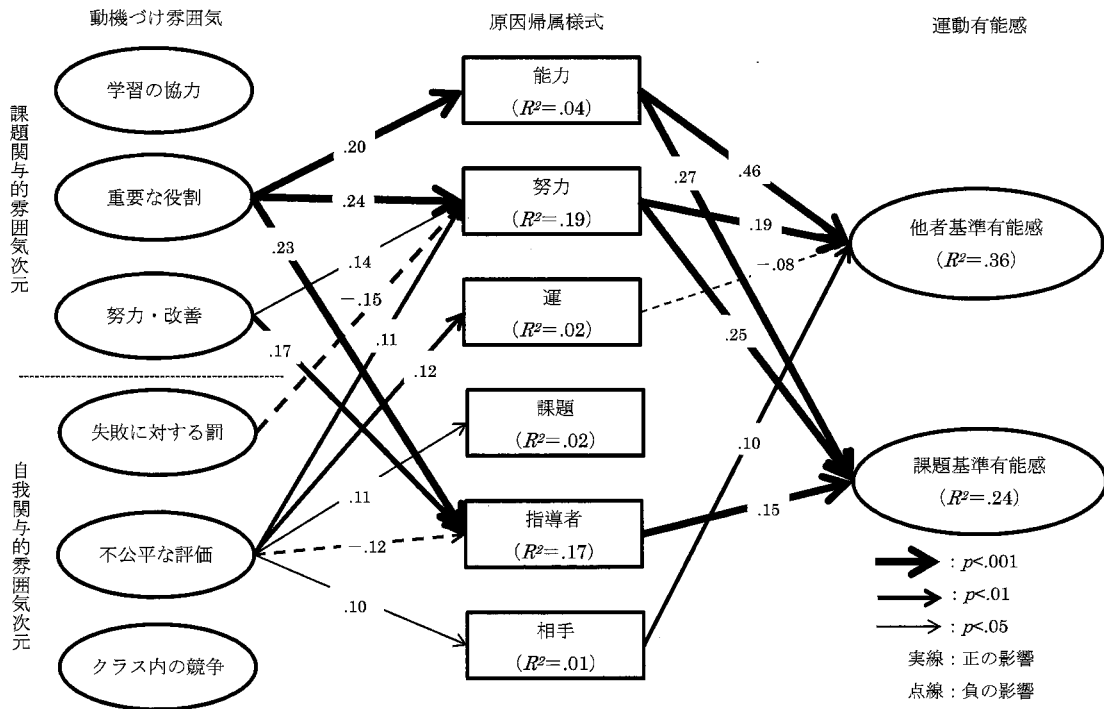 動機づけ雰囲気
原因帰属様式
運動有能感
課題関与的雰囲気次元
自我関与的雰囲気次元
学習の協力
重要な役割
努力・改善
失敗に対する罰
不公平な評価
クラス内の競争
.20
.24
.23
.14
−.15
.17
.11
.12
.11
−.12
.10
能力
(R²=.04)
努力
(R²=.19)
運
(R²=.02)
課題
(R²=.02)
指導者
(R²=.17)
相手
(R²=.01)
.46
.27
.19
−.08
.25
.10
.15
他者基準有能感
(R²=.36)
課題基準有能感
(R²=.24)
:p<.001
:p<.01
:p<.05
実線:正の影響
点線:負の影響